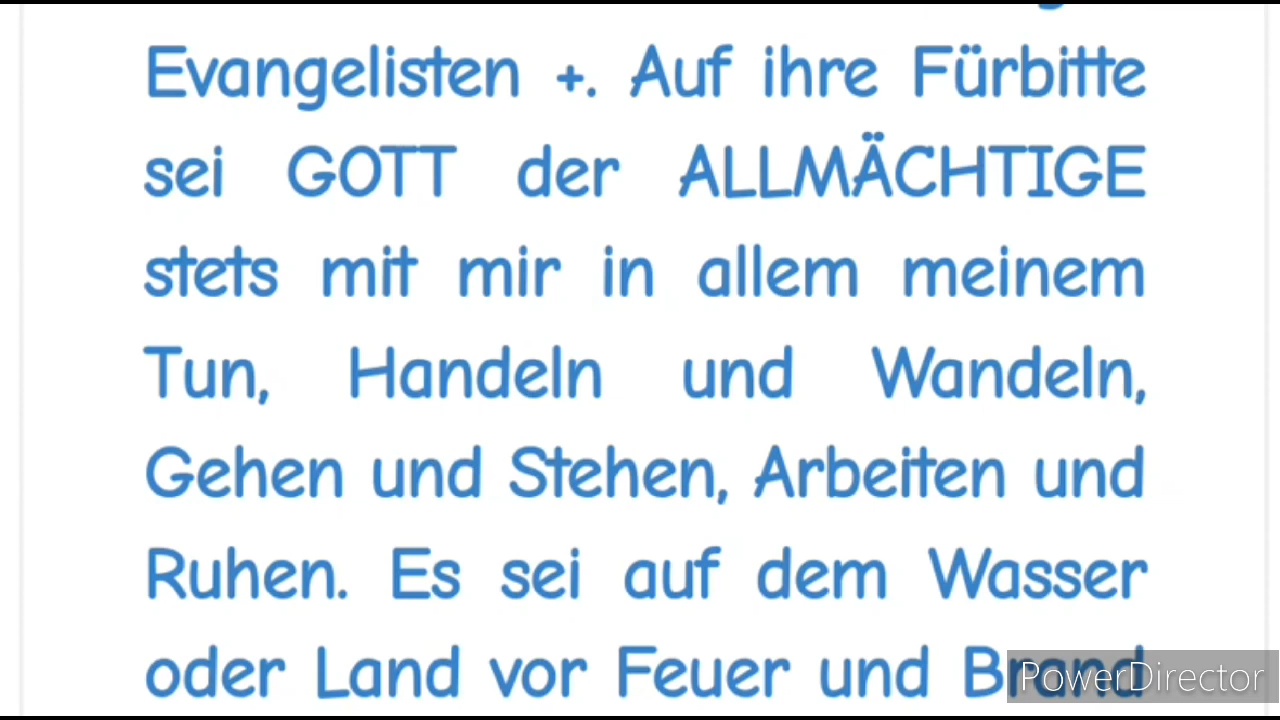 Evangelisten +. Auf ihre Fürbitte
sei GOTT der ALLMÄCHTIGE
stets mit mir in allem meinem
Tun, Handeln und Wandeln,
Gehen und Stehen, Arbeiten und
Ruhen. Es sei auf dem Wasser
oder Land vor Feuer und Brand
PowerDirector